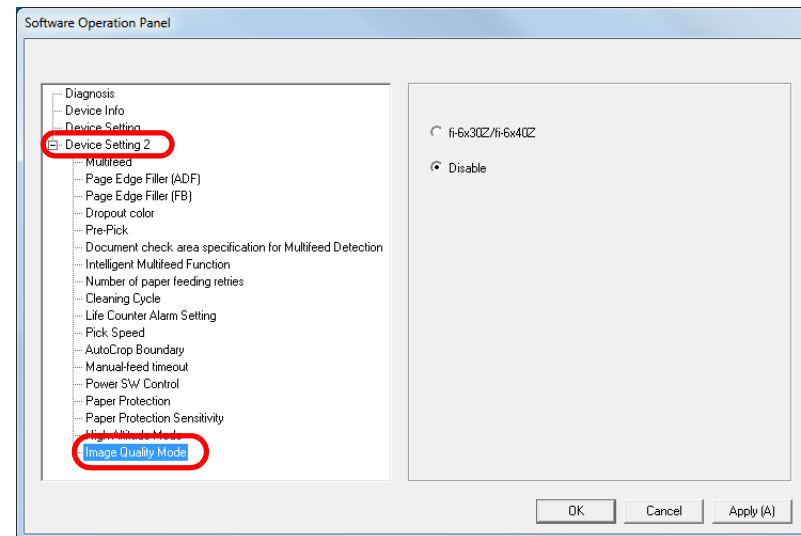 Software Operation Panel
Diagnosis
Device Info
Device Setting
Device Setting 2
Multifeed
Page Edge Filler (ADF)
Page Edge Filler (FB)
Dropout color
Pre-Pick
Document check area specification for Multifeed Detection
Intelligent Multifeed Function
Number of paper feeding retries
Cleaning Cycle
Life Counter Alarm Setting
Pick Speed
AutoCrop Boundary
Manual-feed timeout
Power SW Control
Paper Protection
Paper Protection Sensitivity
High Altitude Mode
Image Quality Mode
fi-6x30Z/fi-6x40Z
Disable
OK Cancel Apply (A)